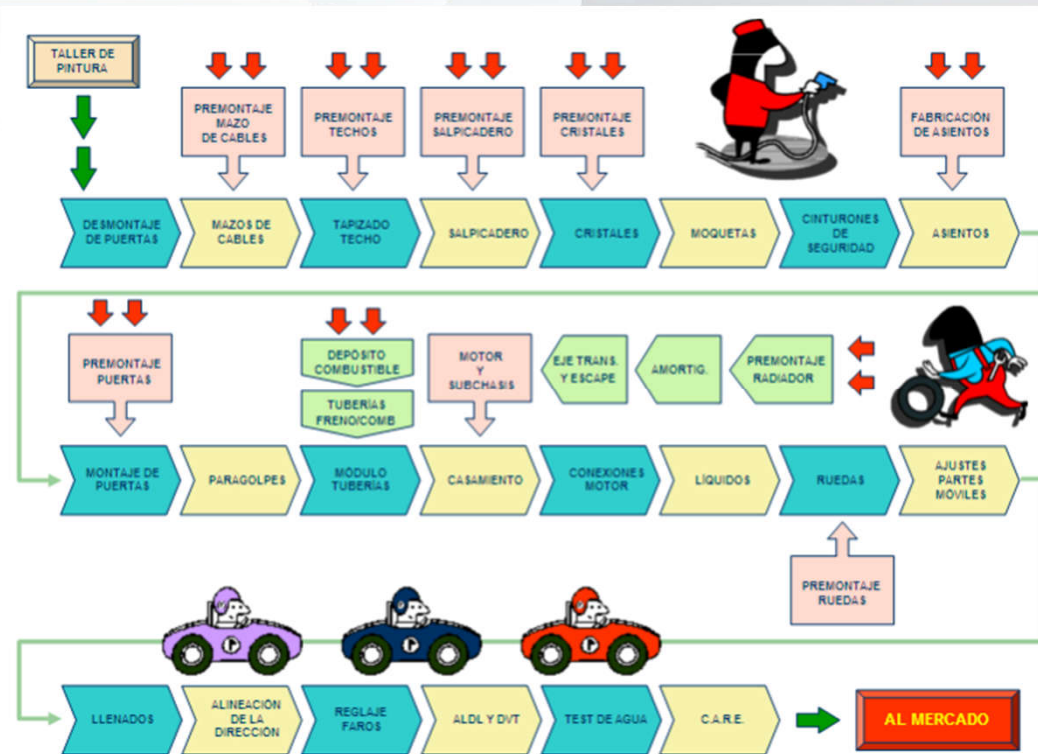 TALLER DE
PINTURA
PREMONTAJE
MAZO
DE CABLES
PREMONTAJE
TECHOS
PREMONTAJE
SALPICADERO
PREMONTAJE
CRISTALES
FABRICACIÓN
DE ASIENTOS
DESMONTAJE
DE PUERTAS
MAZOS DE
CABLES
TAPIZADO
TECHO
SALPICADERO
CRISTALES
MOQUETAS
CINTURONES
DE
SEGURIDAD
ASIENTOS
PREMONTAJE
PUERTAS
DEPÓSITO
COMBUSTIBLE
TUBERÍAS
FRENO/COMB
MOTOR
Y
SUBCHASIS
EJE TRANS.
Y ESCAPE
AMORTIG.
PREMONTAJE
RADIADOR
MONTAJE DE
PUERTAS
PARAGOLPES
MÓDULO
TUBERÍAS
CASAMIENTO
CONEXIONES
MOTOR
LÍQUIDOS
RUEDAS
AJUSTES
PARTES
MÓVILES
PREMONTAJE
RUEDAS
LLENADOS
ALINEACIÓN
DE LA
DIRECCIÓN
REGLAJE
FAROS
ALDL Y DVT
TEST DE AGUA
C.A.R.E.
AL MERCADO